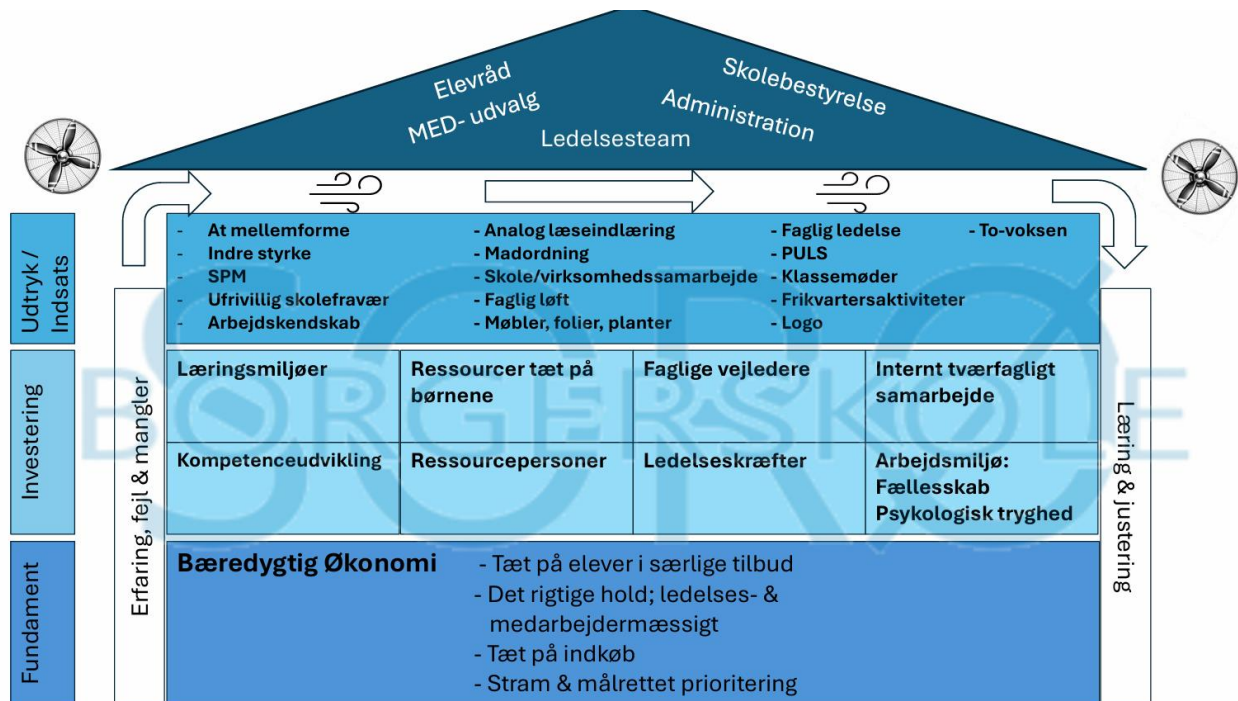 Elevråd
MED- udvalg
Skolebestyrelse
Administration
Ledelsesteam
Udtryk/
Indsats
- At mellemforme
- Indre styrke
- SPM
- Ufrivillig skolefravær
- Arbejdskendskab
- Analog læseindlæring
- Madordning
- Skole/virksomhedssamarbejde
- Faglig løft
- Møbler, folier, planter
- Faglig ledelse
- PULS
- Klassemøder
- Frikvartersaktiviteter
- Logo
- To-voksen
Erfaring, fejl & mangler
Investering
Læringsmiljøer
Ressourcer tæt på
børnene
Faglige vejledere
Internt tværfagligt
samarbejde
Kompetenceudvikling
Ressourcepersoner
Ledelseskræfter
Arbejdsmiljø:
Fællesskab
Psykologisk tryghed
Læring & justering
Fundament
Bæredygtig Økonomi
- Tæt på elever i særlige tilbud
- Det rigtige hold; ledelses- &
medarbejdermæssigt
- Tæt på indkøb
- Stram & målrettet prioritering
SORØ
BORGERSKOLE